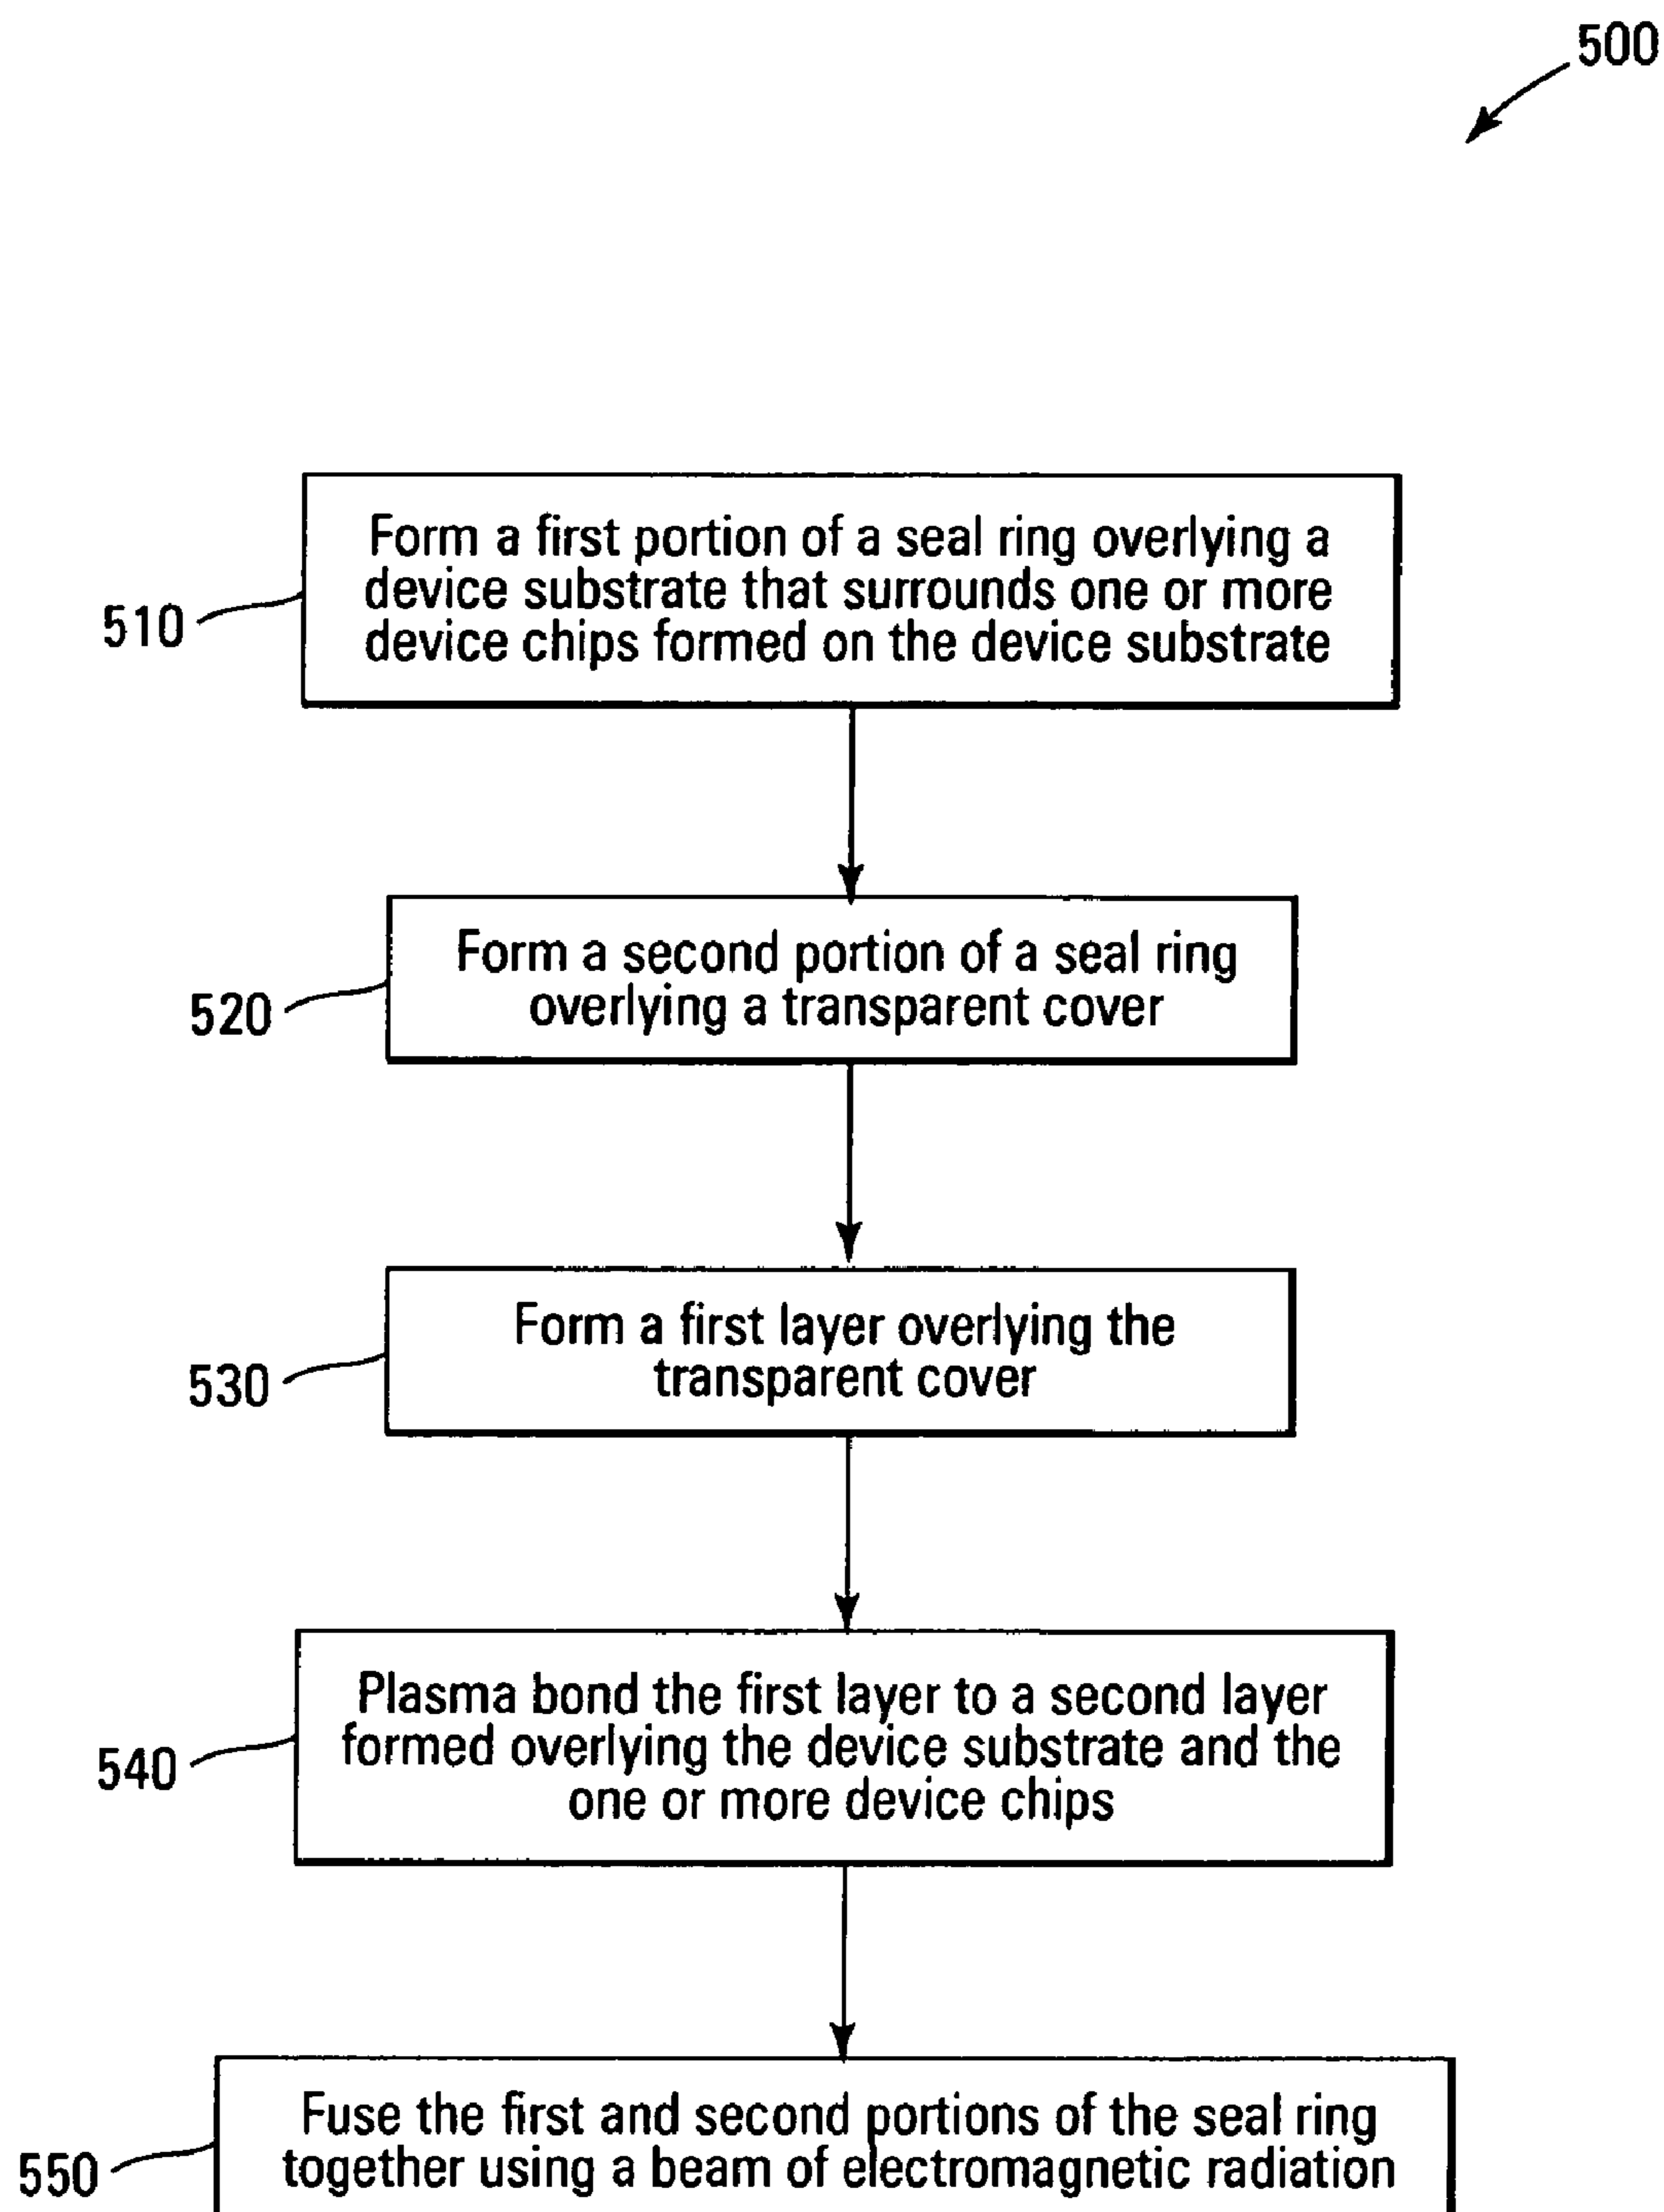 500
Form a first portion of a seal ring overlying a
device substrate that surrounds one or more
device chips formed on the device substrate
510
Form a second portion of a seal ring
overlying a transparent cover
520
Form a first layer overlying the
transparent cover
530
Plasma bond the first layer to a second layer
formed overlying the device substrate and the
one or more device chips
540
Fuse the first and second portions of the seal ring
together using a beam of electromagnetic radiation
550